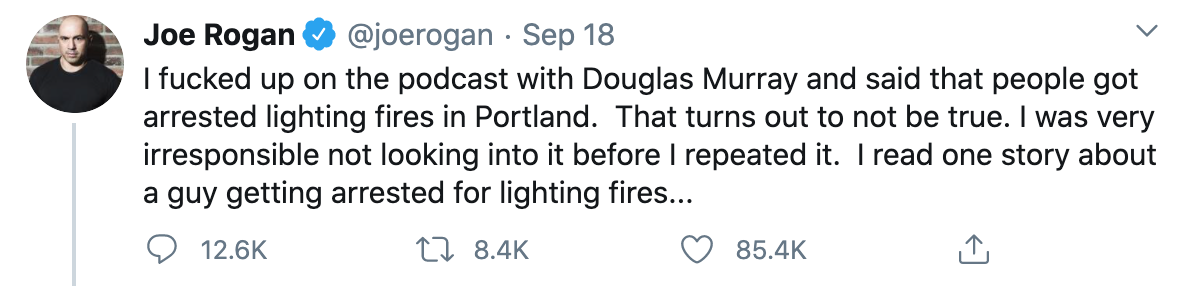 Joe Rogan @joerogan · Sep 18
I fucked up on the podcast with Douglas Murray and said that people got
arrested lighting fires in Portland.  That turns out to not be true. I was very
irresponsible not looking into it before I repeated it.  I read one story about
a guy getting arrested for lighting fires...
12.6K 8.4K 85.4K